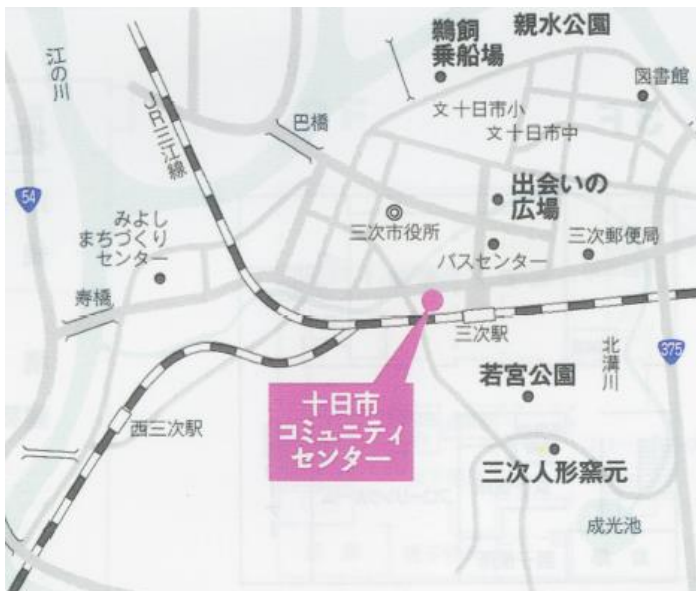 鵜飼
乗船場
親水公園
江の川
図書館
文十日市小
巴橋
文十日市中
JR三江線
54
出会いの
広場
みよし
まちづくり
センター
三次市役所
バスセンター
三次郵便局
寿橋
三次駅
北溝川
375
若宮公園
十日市
コミュニティ
センター
西三次駅
三次人形窯元
成光池